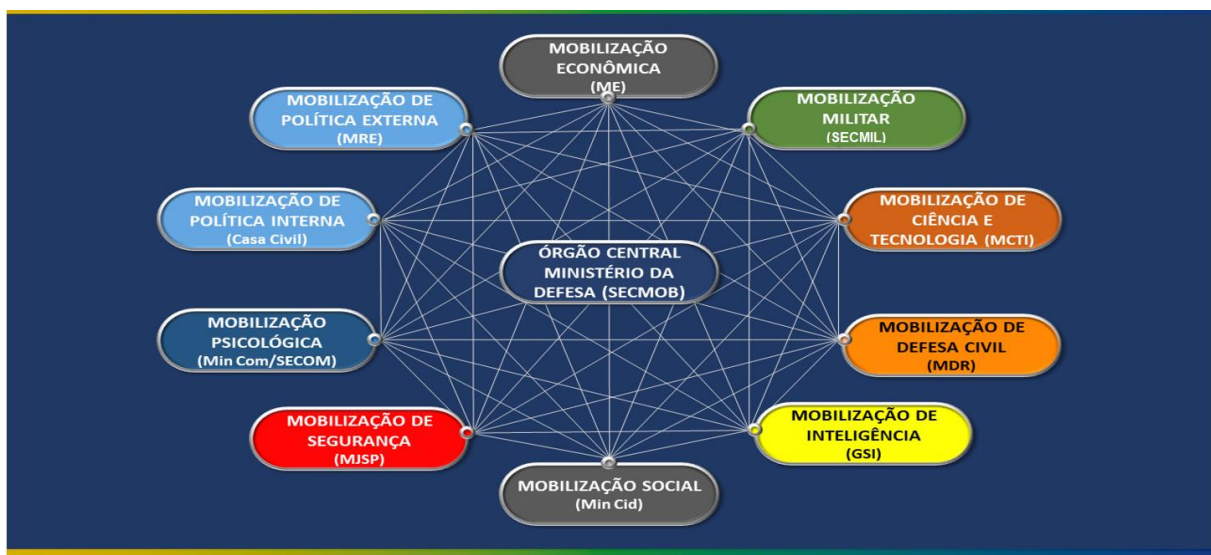 MOBILIZAÇÃO
ECONÔMICA
(ME)
MOBILIZAÇÃO DE
POLÍTICA EXTERNA
(MRE)
MOBILIZAÇÃO
MILITAR
(SECMIL)
MOBILIZAÇÃO DE
POLÍTICA INTERNA
(Casa Civil)
MOBILIZAÇÃO DE
CIÊNCIA E
TECNOLOGIA (MCTI)
ÓRGÃO CENTRAL
MINISTÉRIO DA
DEFESA (SECMOB)
MOBILIZAÇÃO
PSICOLÓGICA
(Min Com/SECOM)
MOBILIZAÇÃO DE
DEFESA CIVIL
(MDR)
MOBILIZAÇÃO DE
SEGURANÇA
(MJSP)
MOBILIZAÇÃO DE
INTELIGÊNCIA
(GSI)
MOBILIZAÇÃO SOCIAL
(Min Cid)